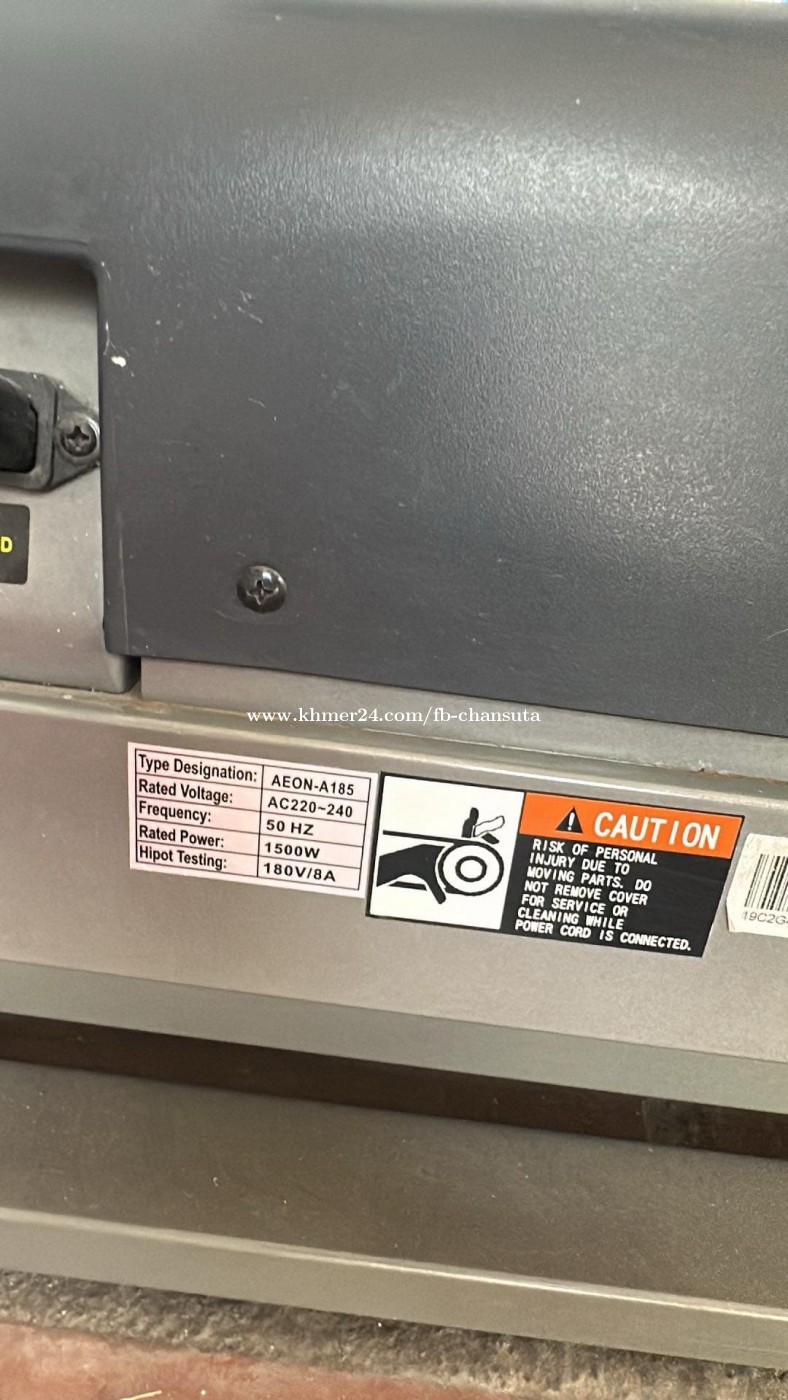 D
www.khmer24.com/fb-chansuta
Type Designation: AEON-A185
Rated Voltage: AC220~240
Frequency: 50 HZ
Rated Power: 1500W
Hipot Testing: 180V/8A
CAUTION
RISK OF PERSONAL
INJURY DUE TO
MOVING PARTS. DO
NOT REMOVE COVER
FOR SERVICE OR
CLEANING WHILE
POWER CORD IS CONNECTED.
19C2G